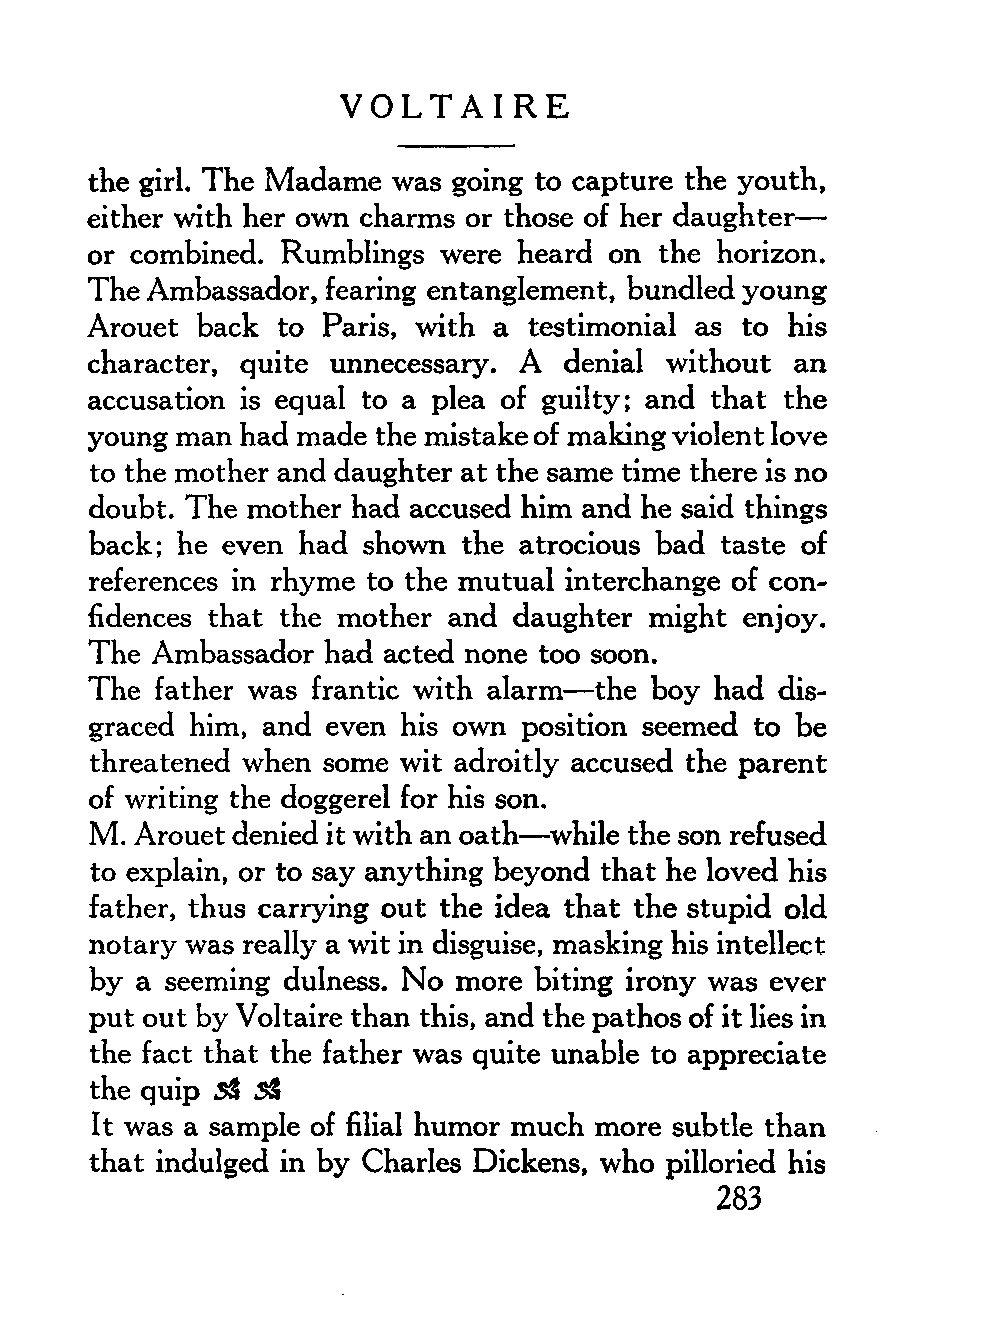 VOLTAIRE
the girl. The Madame was going to capture the youth,
either with her own charms or those of her daughter—
or combined. Rumblings were heard on the horizon.
The Ambassador, fearing entanglement, bundled young
Arouet back to Paris, with a testimonial as to his
character, quite unnecessary. A denial without an
accusation is equal to a plea of guilty; and that the
young man had made the mistake of making violent love
to the mother and daughter at the same time there is no
doubt. The mother had accused him and he said things
back; he even had shown the atrocious bad taste of
references in rhyme to the mutual interchange of con-
fidences that the mother and daughter might enjoy.
The Ambassador had acted none too soon.
The father was frantic with alarm—the boy had dis-
graced him, and even his own position seemed to be
threatened when some wit adroitly accused the parent
of writing the doggerel for his son.
M. Arouet denied it with an oath—while the son refused
to explain, or to say anything beyond that he loved his
father, thus carrying out the idea that the stupid old
notary was really a wit in disguise, masking his intellect
by a seeming dulness. No more biting irony was ever
put out by Voltaire than this, and the pathos of it lies in
the fact that the father was quite unable to appreciate
the quip
It was a sample of filial humor much more subtle than
that indulged in by Charles Dickens, who pilloried his
283